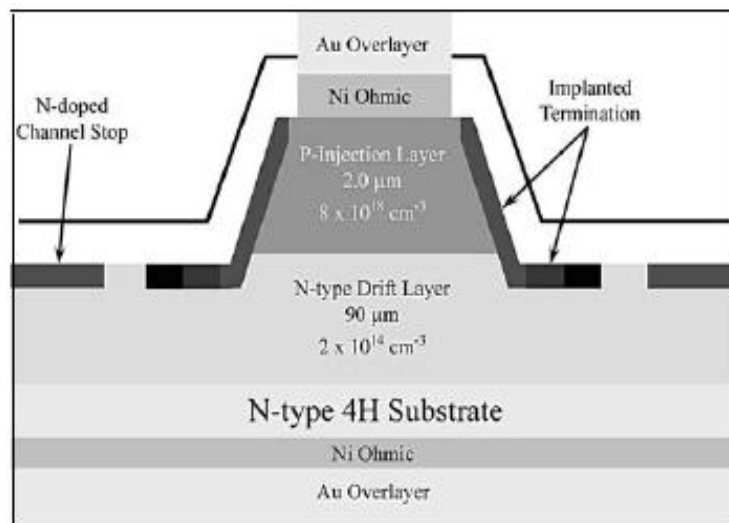 Au Overlayer
Ni Ohmic
N-doped
Channel Stop
Implanted
Termination
P-Injection Layer
2.0 μm
8 x 10¹⁸ cm⁻³
N-type Drift Layer
90 μm
2 x 10¹⁴ cm⁻³
N-type 4H Substrate
Ni Ohmic
Au Overlayer